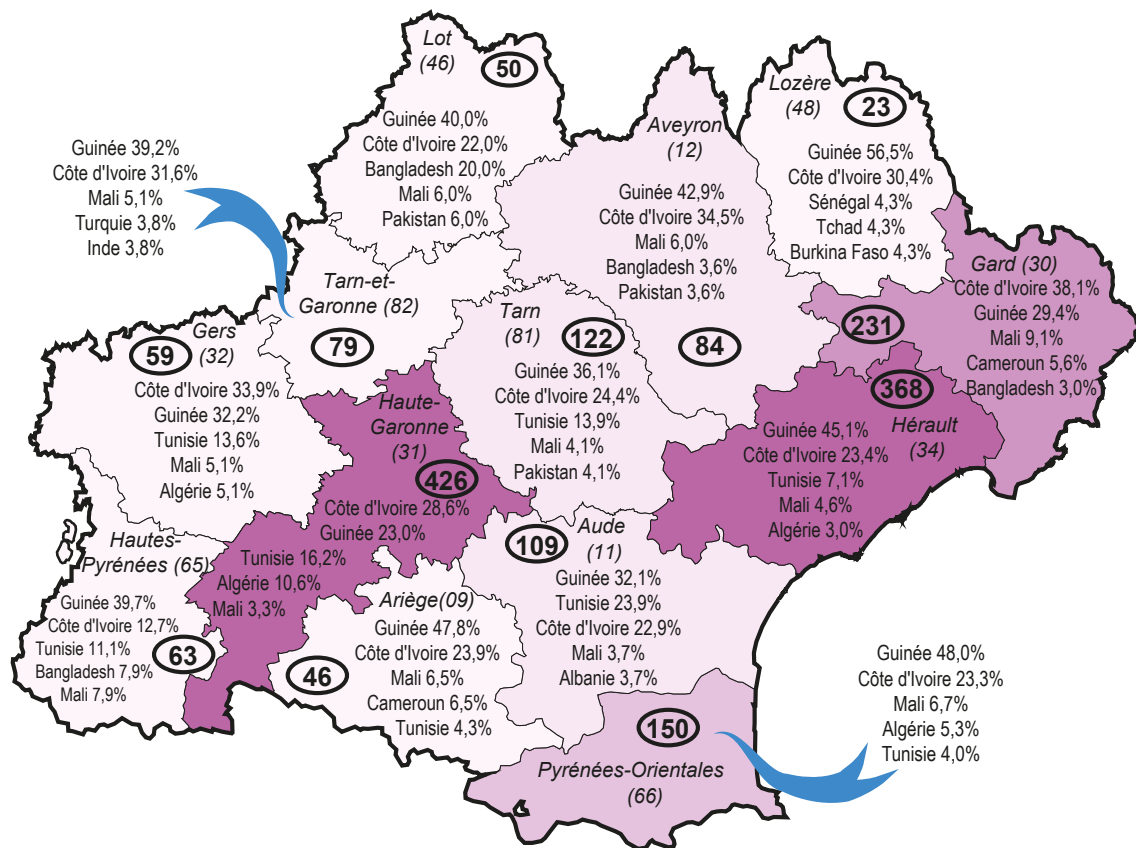 Lot
(46)
50
Guinée 40,0%
Côte d'Ivoire 22,0%
Bangladesh 20,0%
Mali 6,0%
Pakistan 6,0%
Lozère
(48)
23
Guinée 56,5%
Côte d'Ivoire 30,4%
Sénégal 4,3%
Tchad 4,3%
Burkina Faso 4,3%
Aveyron
(12)
Guinée 42,9%
Côte d'Ivoire 34,5%
Mali 6,0%
Bangladesh 3,6%
Pakistan 3,6%
84
Guinée 39,2%
Côte d'Ivoire 31,6%
Mali 5,1%
Turquie 3,8%
Inde 3,8%
Tarn-et-
Garonne (82)
79
Gard (30)
Côte d'Ivoire 38,1%
Guinée 29,4%
Mali 9,1%
Cameroun 5,6%
Bangladesh 3,0%
231
Gers
(32)
59
Côte d'Ivoire 33,9%
Guinée 32,2%
Tunisie 13,6%
Mali 5,1%
Algérie 5,1%
Tarn
(81)
122
Guinée 36,1%
Côte d'Ivoire 24,4%
Tunisie 13,9%
Mali 4,1%
Pakistan 4,1%
368
Hérault
(34)
Guinée 45,1%
Côte d'Ivoire 23,4%
Tunisie 7,1%
Mali 4,6%
Algérie 3,0%
Haute-
Garonne
(31)
426
Côte d'Ivoire 28,6%
Guinée 23,0%
Tunisie 16,2%
Algérie 10,6%
Mali 3,3%
Hautes-
Pyrénées (65)
Guinée 39,7%
Côte d'Ivoire 12,7%
Tunisie 11,1%
Bangladesh 7,9%
Mali 7,9%
63
Ariège(09)
Guinée 47,8%
Côte d'Ivoire 23,9%
Mali 6,5%
Cameroun 6,5%
Tunisie 4,3%
46
109
Aude
(11)
Guinée 32,1%
Tunisie 23,9%
Côte d'Ivoire 22,9%
Mali 3,7%
Albanie 3,7%
150
Pyrénées-Orientales
(66)
Guinée 48,0%
Côte d'Ivoire 23,3%
Mali 6,7%
Algérie 5,3%
Tunisie 4,0%